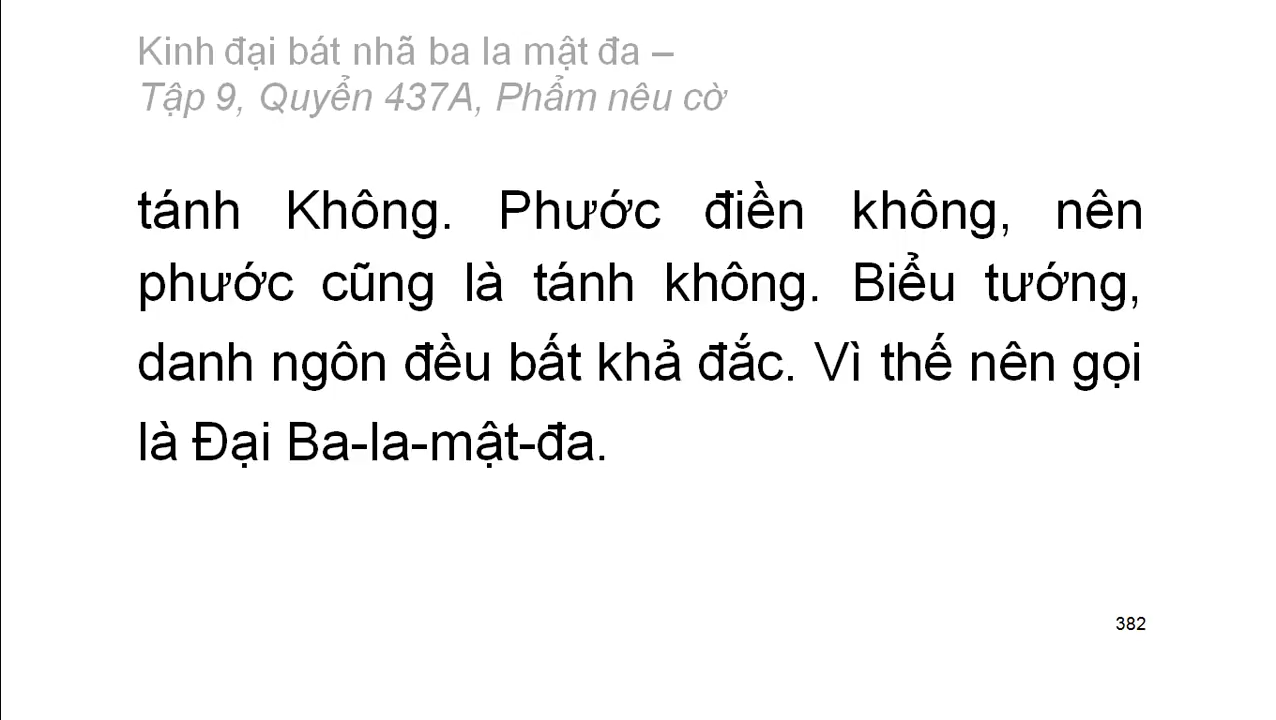 Kinh đại bát nhã ba la mật đa –
Tập 9, Quyển 437A, Phẩm nêu cờ
tánh Không. Phước điền không, nên
phước cũng là tánh không. Biểu tướng,
danh ngôn đều bất khả đắc. Vì thế nên gọi
là Đại Ba-la-mật-đa.
382